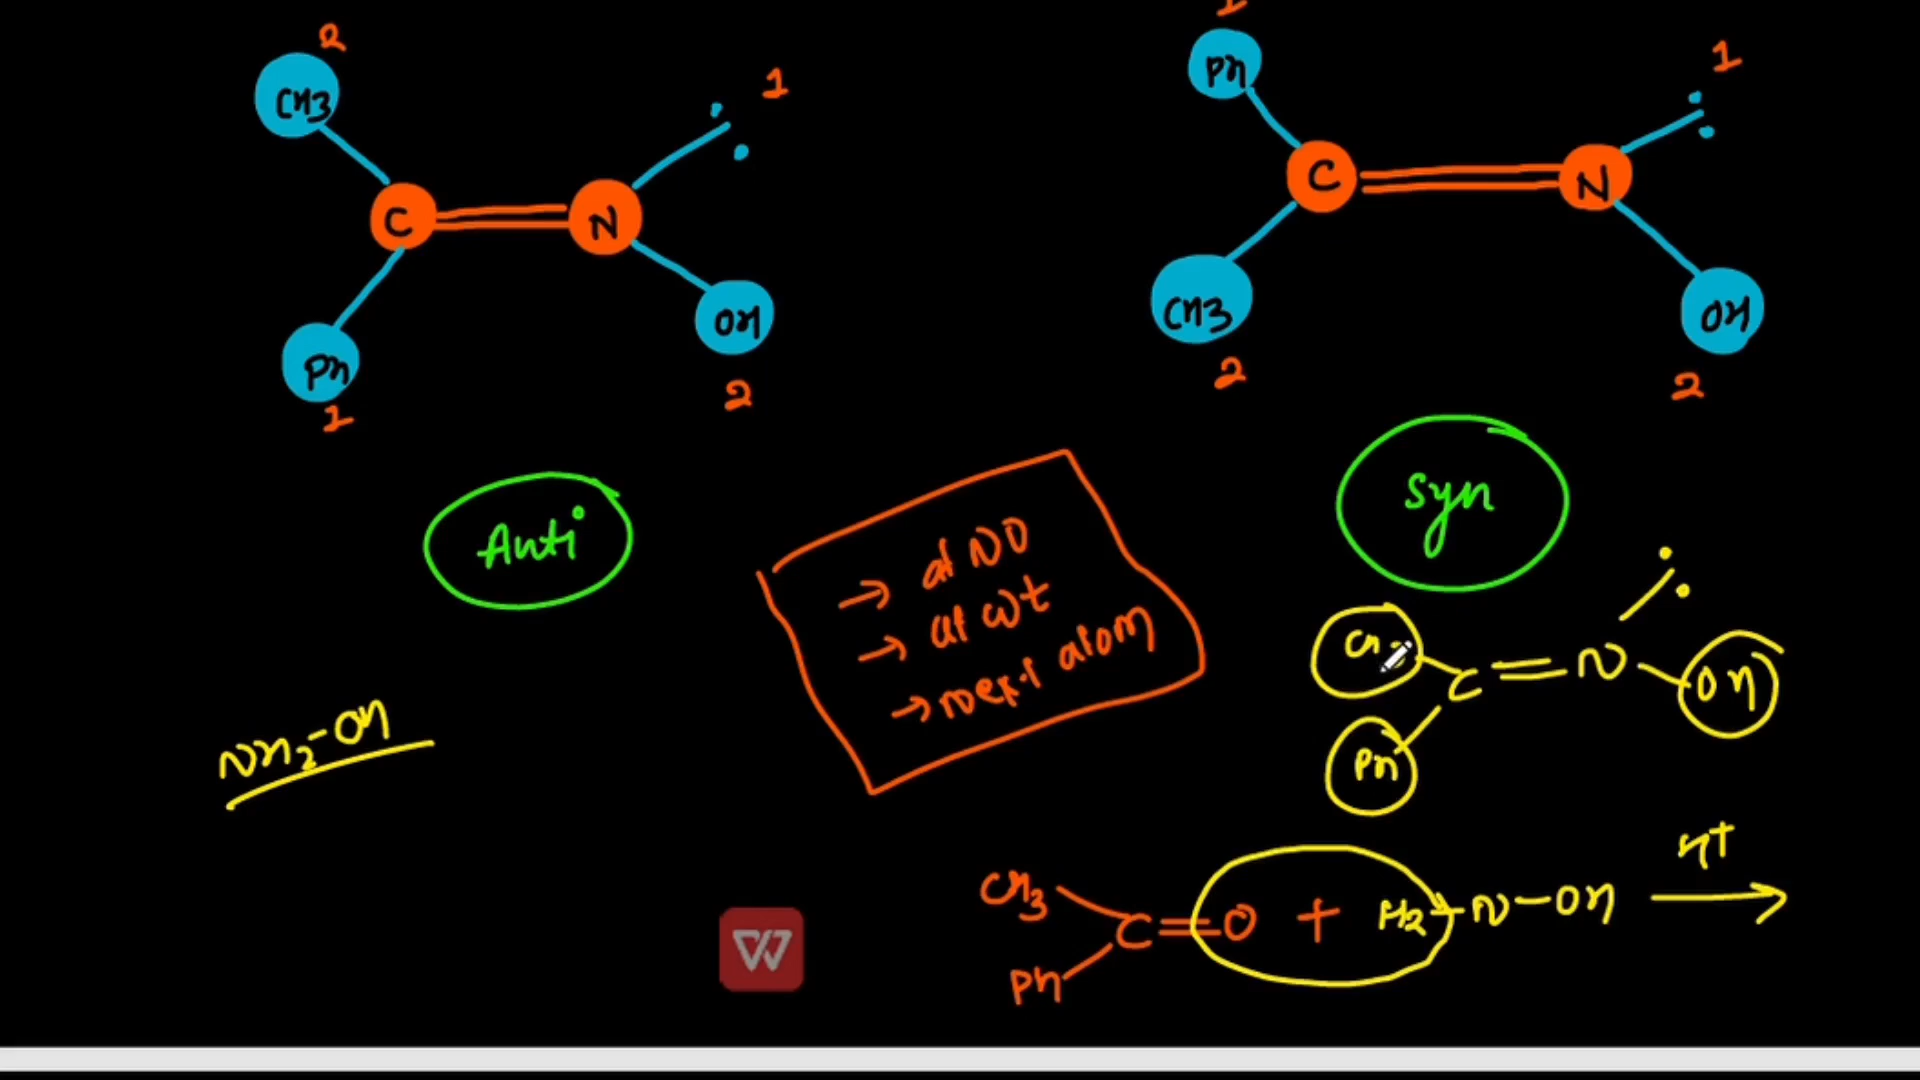 2
CH3
1
C = N
OH
Ph
1
2
1
Ph
1
C = N
CH3
OH
2
2
Anti
Syn
→ at NO
→ at wt
→ next atom
NH2-OH
CH3
C = N - OH
Ph
CH3
C=O + H2-N-OH
Ph
H+